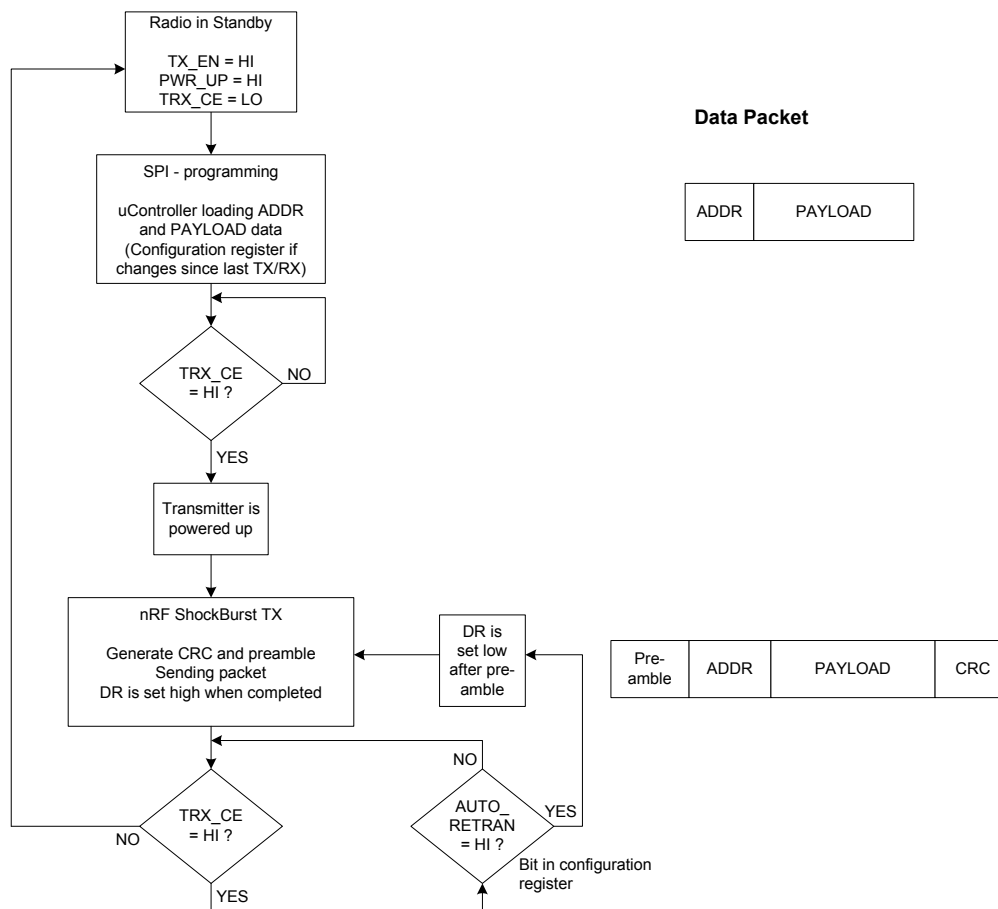 Radio in Standby
TX_EN = HI
PWR_UP = HI
TRX_CE = LO
Data Packet
SPI - programming
uController loading ADDR
and PAYLOAD data
(Configuration register if
changes since last TX/RX)
ADDR
PAYLOAD
TRX_CE
= HI ?
NO
YES
Transmitter is
powered up
nRF ShockBurst TX
Generate CRC and preamble
Sending packet
DR is set high when completed
DR is
set low
after pre-
amble
Pre-
amble
ADDR
PAYLOAD
CRC
NO
TRX_CE
= HI ?
NO
AUTO_
RETRAN
= HI ?
YES
Bit in configuration
register
YES